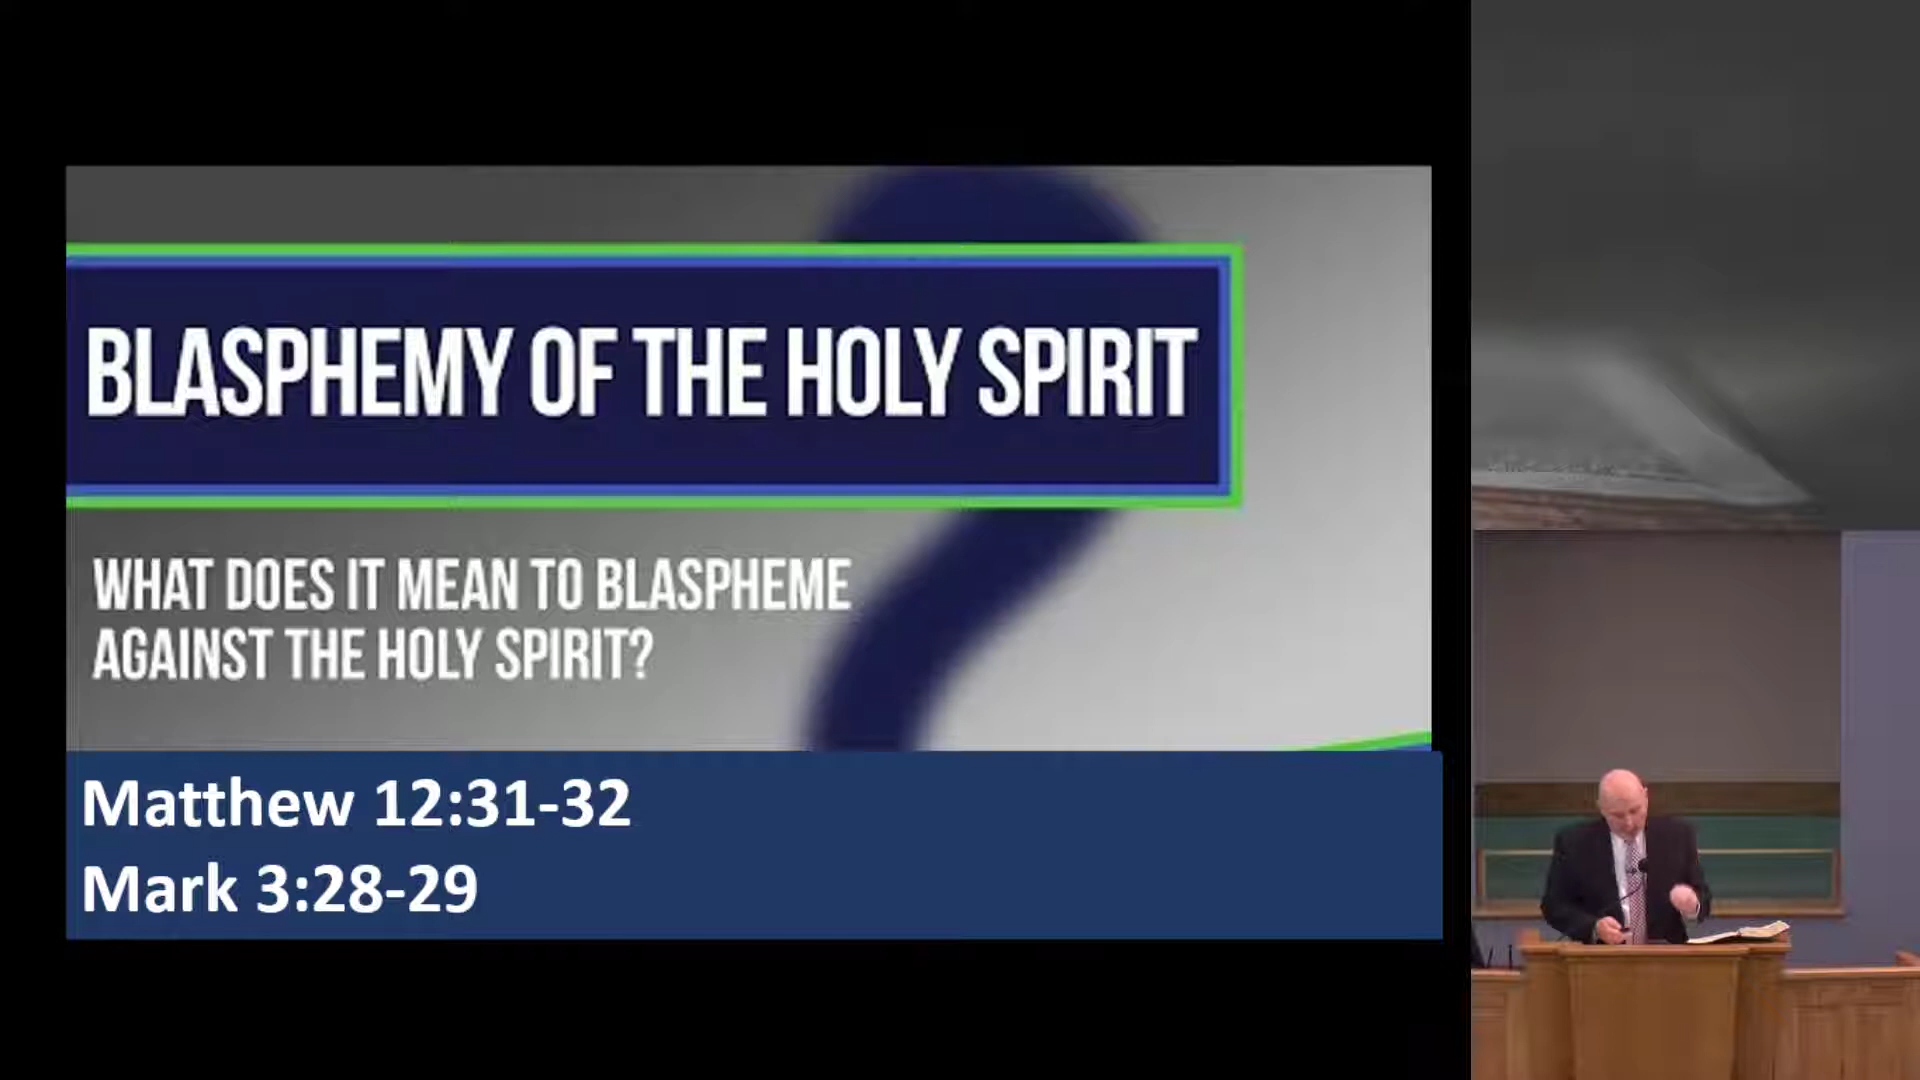 BLASPHEMY OF THE HOLY SPIRIT
WHAT DOES IT MEAN TO BLASPHEME
AGAINST THE HOLY SPIRIT?
Matthew 12:31-32
Mark 3:28-29